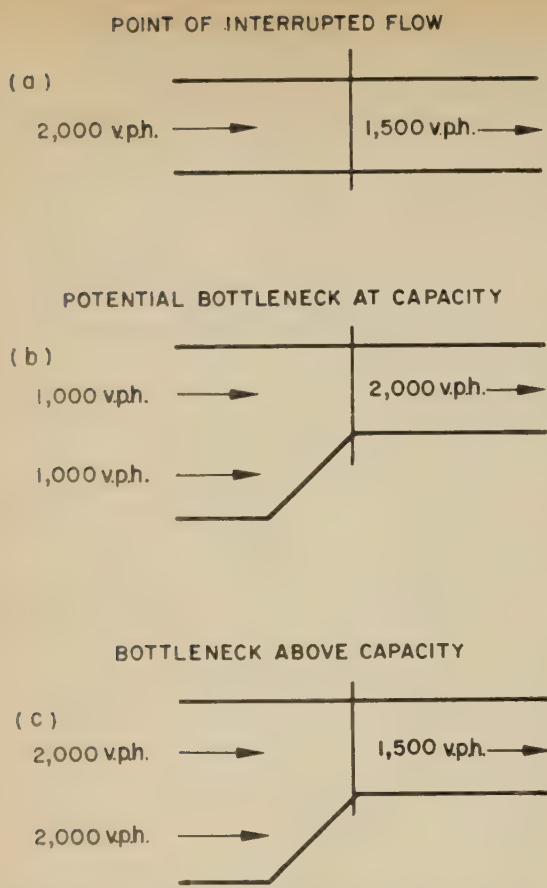 POINT OF INTERRUPTED FLOW
(a)
2,000 v.p.h. 1,500 v.p.h.
POTENTIAL BOTTLENECK AT CAPACITY
(b)
1,000 v.p.h. 2,000 v.p.h.
1,000 v.p.h.
BOTTLENECK ABOVE CAPACITY
(c)
2,000 v.p.h. 1,500 v.p.h.
2,000 v.p.h.